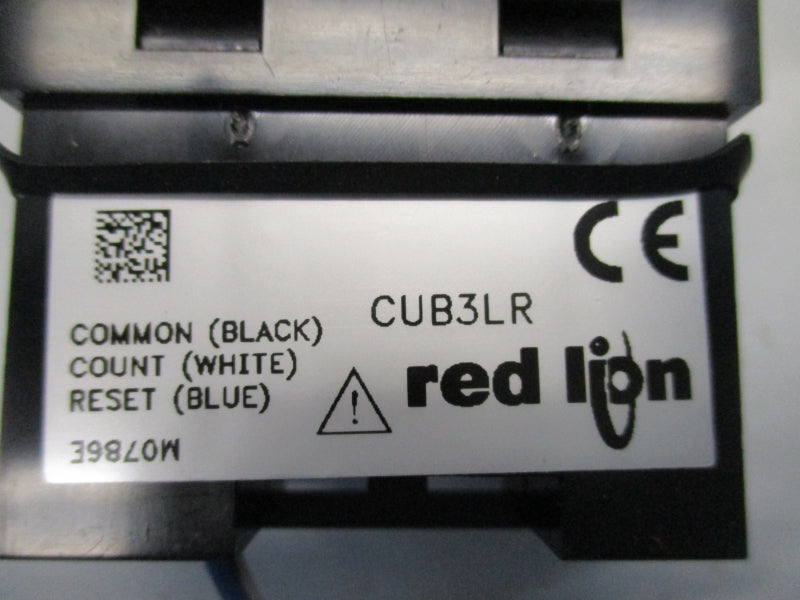 CE
CUB3LR
COMMON (BLACK)
COUNT (WHITE)
RESET (BLUE)
red lion
M0786E